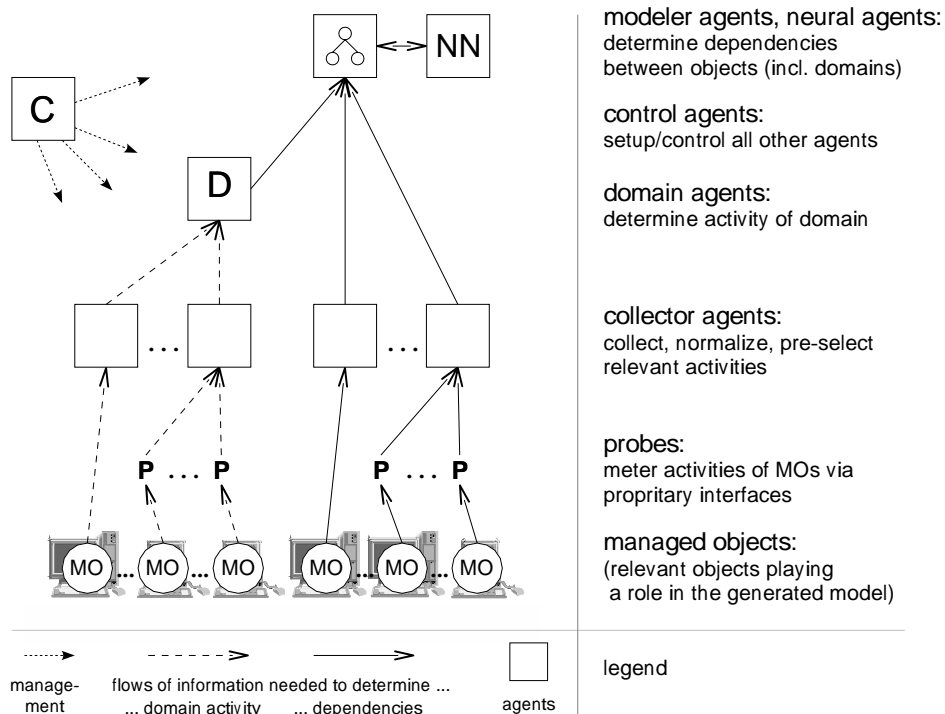 modeler agents, neural agents:
determine dependencies
between objects (incl. domains)
NN
C
control agents:
setup/control all other agents
D
domain agents:
determine activity of domain
... ...
collector agents:
collect, normalize, pre-select
relevant activities
P ... P P ... P
probes:
meter activities of MOs via
propritary interfaces
MO ... MO ... MO MO ... MO ... MO
managed objects:
(relevant objects playing
a role in the generated model)
manage-
ment
flows of information needed to determine ...
... domain activity ... dependencies
agents
legend